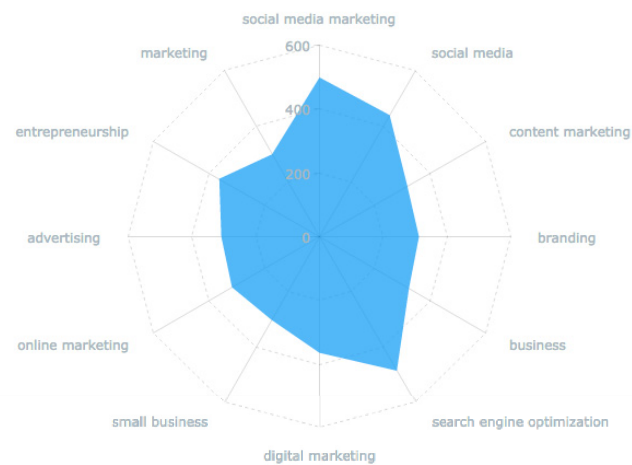 social media marketing
600
marketing
social media
400
entrepreneurship
content marketing
200
advertising
0
branding
online marketing
business
small business
search engine optimization
digital marketing